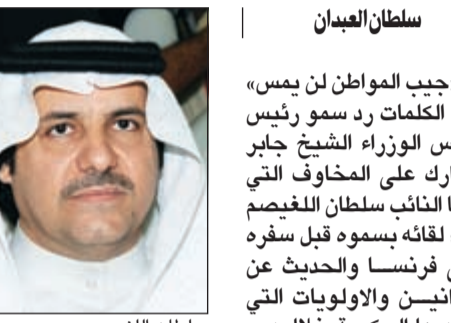 سلطان العبدان
جيب المواطن لن يمس»
الكلمات رد سمو رئيس
س الوزراء الشيخ جابر
ارك على المخاوف التي
ا النائب سلطان اللغيصم
لقائه بسموه قبل سفره
ى فرنسا والحديث عن
انين والاولويات التي